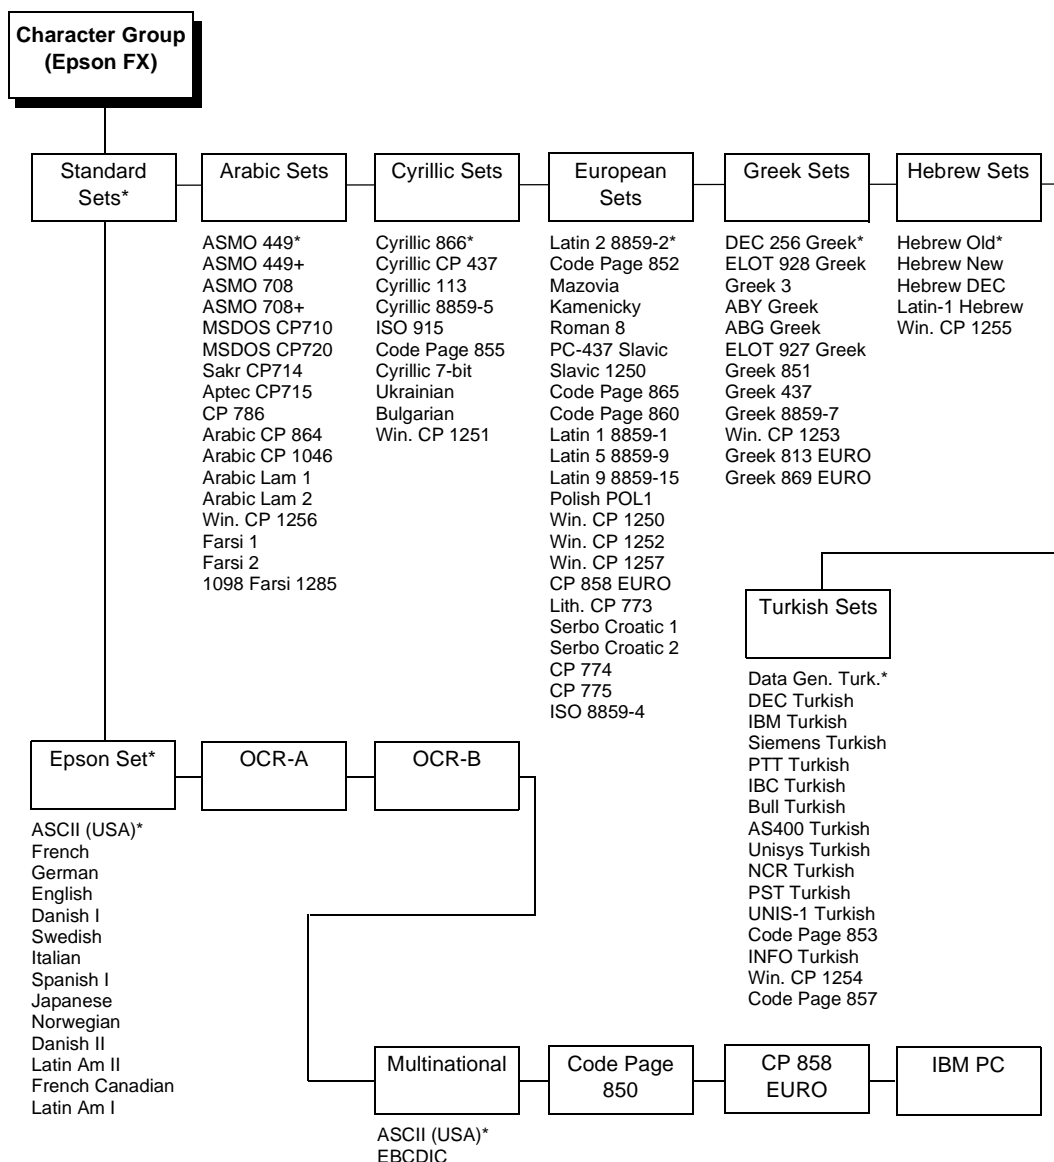 Character Group
(Epson FX)
Standard
Sets*
Arabic Sets
Cyrillic Sets
European
Sets
Greek Sets
Hebrew Sets
ASMO 449*
ASMO 449+
ASMO 708
ASMO 708+
MSDOS CP710
MSDOS CP720
Sakr CP714
Aptec CP715
CP 786
Arabic CP 864
Arabic CP 1046
Arabic Lam 1
Arabic Lam 2
Win. CP 1256
Farsi 1
Farsi 2
1098 Farsi 1285
Cyrillic 866*
Cyrillic CP 437
Cyrillic 113
Cyrillic 8859-5
ISO 915
Code Page 855
Cyrillic 7-bit
Ukrainian
Bulgarian
Win. CP 1251
Latin 2 8859-2*
Code Page 852
Mazovia
Kamenicky
Roman 8
PC-437 Slavic
Slavic 1250
Code Page 865
Code Page 860
Latin 1 8859-1
Latin 5 8859-9
Latin 9 8859-15
Polish POL1
Win. CP 1250
Win. CP 1252
Win. CP 1257
CP 858 EURO
Lith. CP 773
Serbo Croatic 1
Serbo Croatic 2
CP 774
CP 775
ISO 8859-4
DEC 256 Greek*
ELOT 928 Greek
Greek 3
ABY Greek
ABG Greek
ELOT 927 Greek
Greek 851
Greek 437
Greek 8859-7
Win. CP 1253
Greek 813 EURO
Greek 869 EURO
Hebrew Old*
Hebrew New
Hebrew DEC
Latin-1 Hebrew
Win. CP 1255
Turkish Sets
Data Gen. Turk.*
DEC Turkish
IBM Turkish
Siemens Turkish
PTT Turkish
IBC Turkish
Bull Turkish
AS400 Turkish
Unisys Turkish
NCR Turkish
PST Turkish
UNIS-1 Turkish
Code Page 853
INFO Turkish
Win. CP 1254
Code Page 857
Epson Set*
OCR-A
OCR-B
ASCII (USA)*
French
German
English
Danish I
Swedish
Italian
Spanish I
Japanese
Norwegian
Danish II
Latin Am II
French Canadian
Latin Am I
Multinational
Code Page
850
CP 858
EURO
IBM PC
ASCII (USA)*
EBCDIC